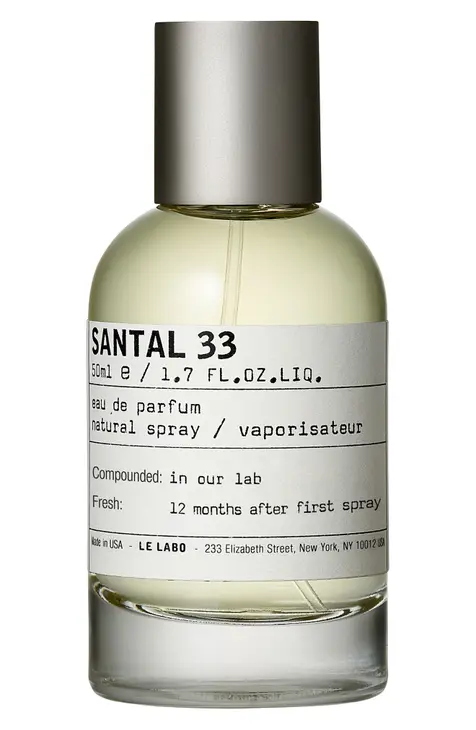 SANTAL 33
50ml e / 1.7 FL.OZ.LIQ.
eau de parfum
natural spray / vaporisateur
Compounded: in our lab
Fresh: 12 months after first spray
Made in USA - LE LABO - 233 Elizabeth Street, New York, NY 10012 USA